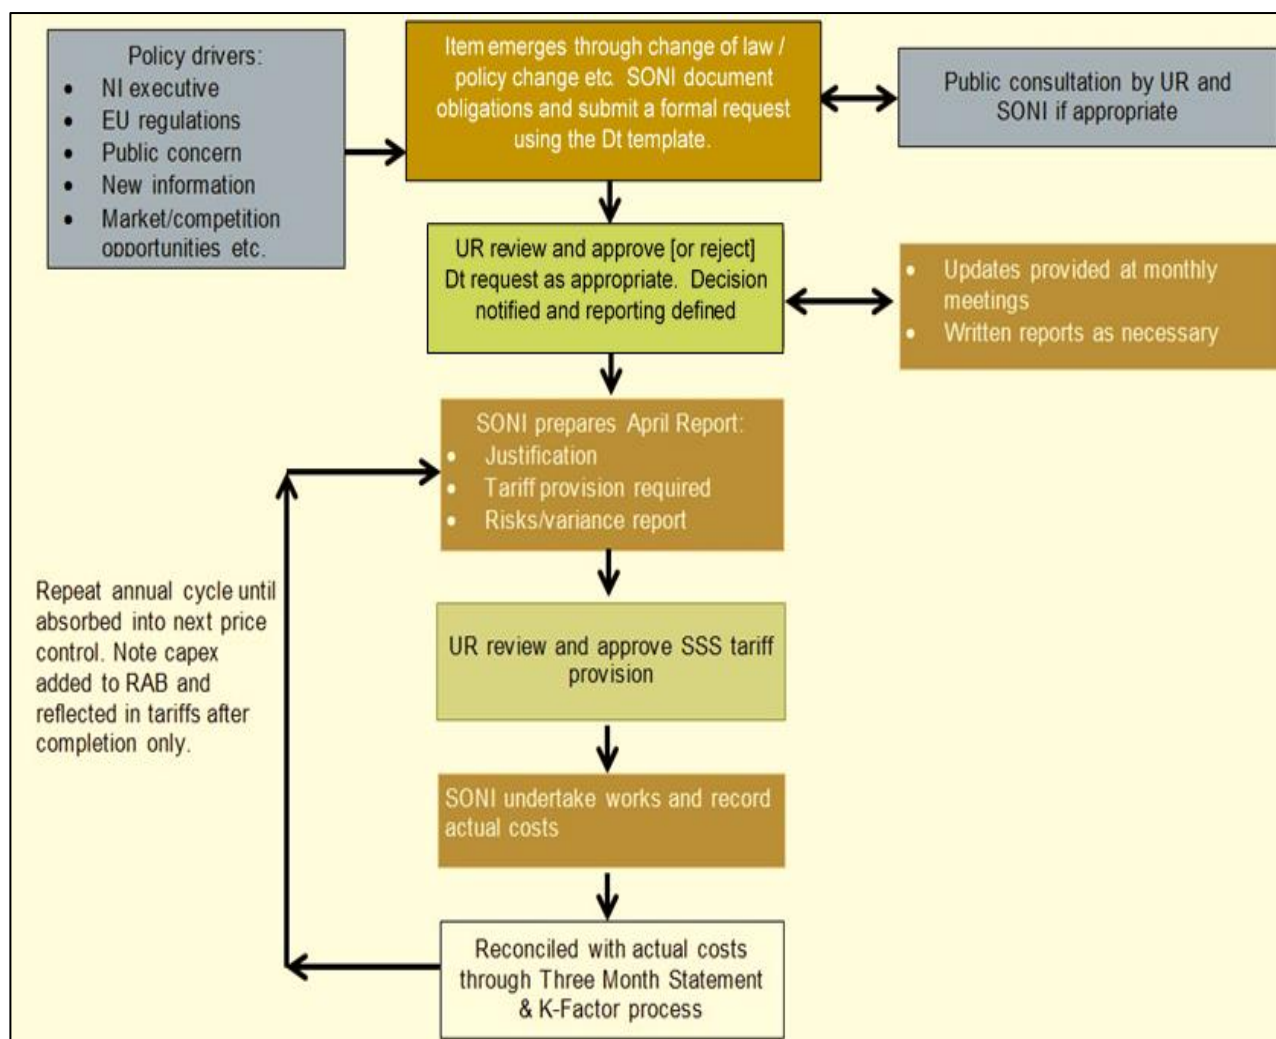 Policy drivers:
• NI executive
• EU regulations
• Public concern
• New information
• Market/competition
opportunities etc.
Item emerges through change of law /
policy change etc. SONI document
obligations and submit a formal request
using the Dt template.
Public consultation by UR and
SONI if appropriate
UR review and approve [or reject]
Dt request as appropriate. Decision
notified and reporting defined
• Updates provided at monthly
meetings
• Written reports as necessary
SONI prepares April Report:
• Justification
• Tariff provision required
• Risks/variance report
Repeat annual cycle until
absorbed into next price
control. Note capex
added to RAB and
reflected in tariffs after
completion only.
UR review and approve SSS tariff
provision
SONI undertake works and record
actual costs
Reconciled with actual costs
through Three Month Statement
& K-Factor process